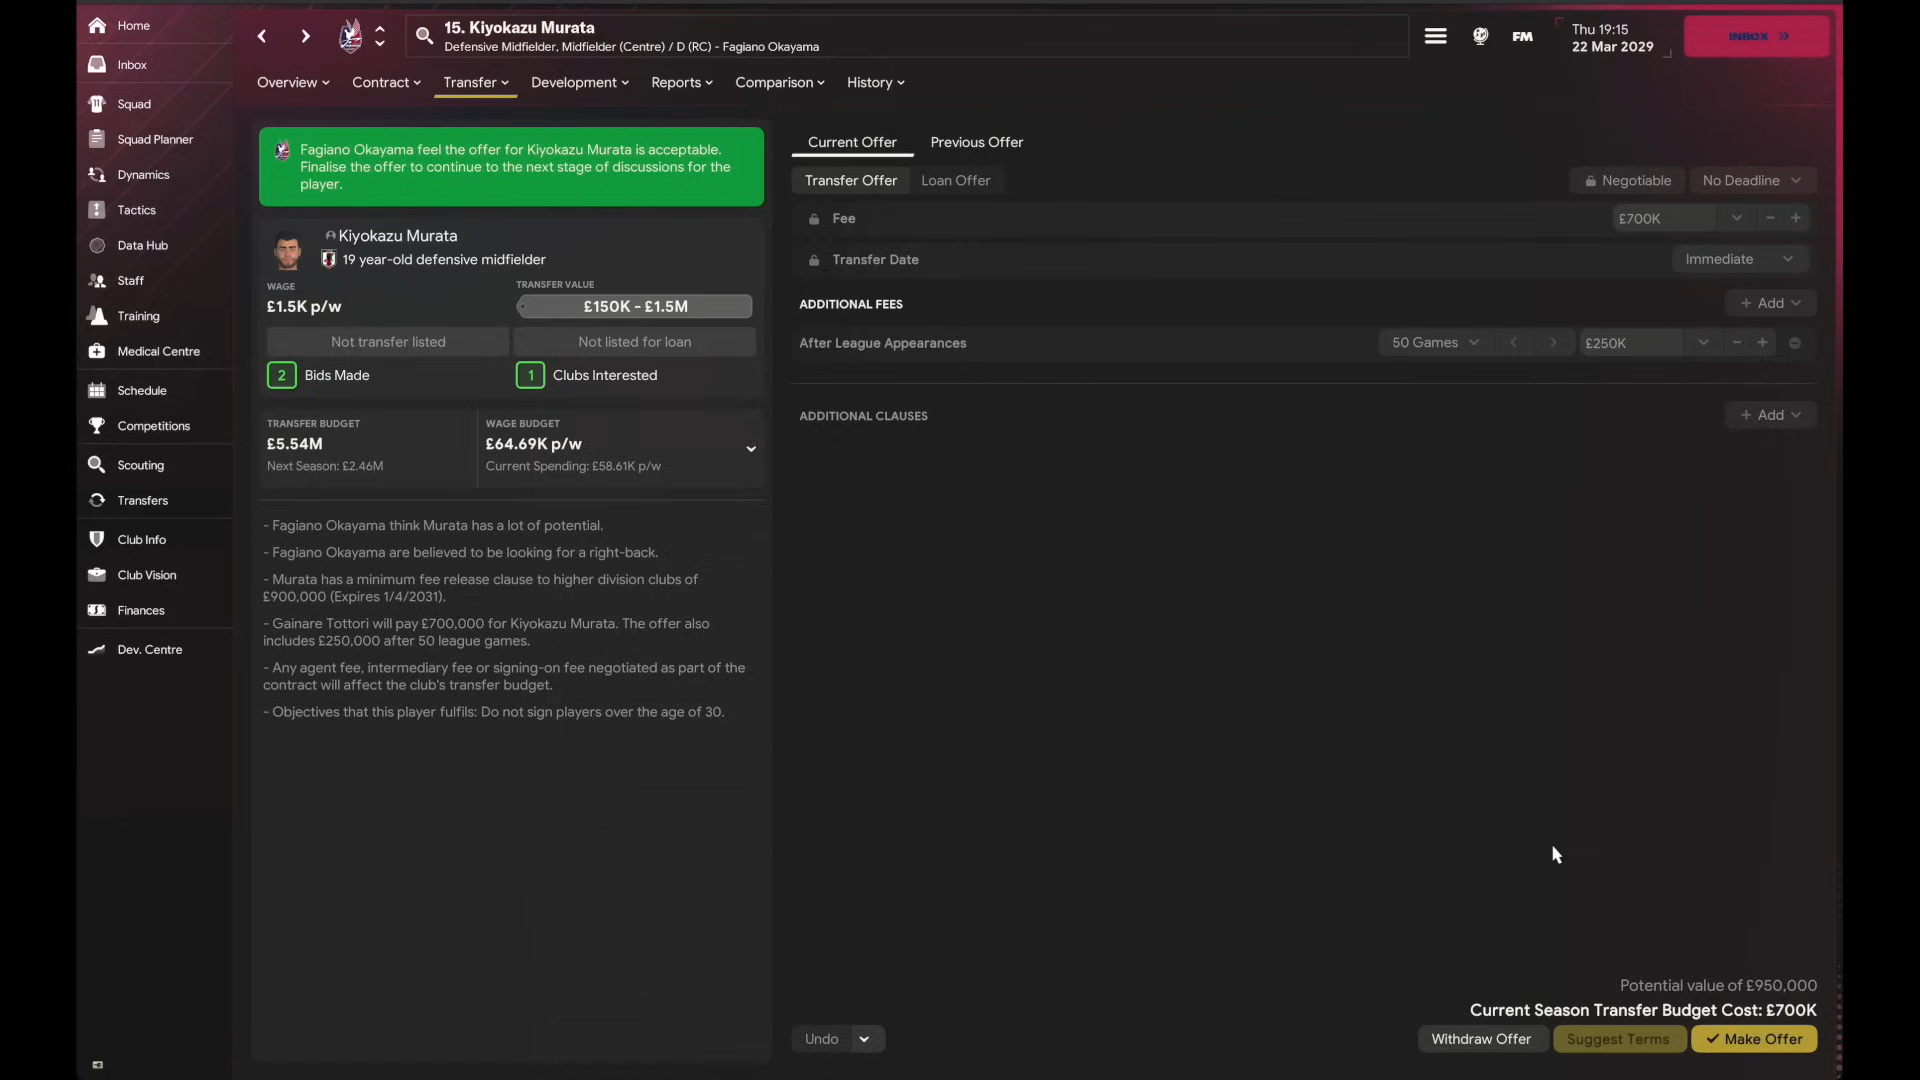 Home
Inbox
Squad
Squad Planner
Dynamics
Tactics
Data Hub
Staff
Training
Medical Centre
Schedule
Competitions
Scouting
Transfers
Club Info
Club Vision
Finances
Dev. Centre
15. Kiyokazu Murata
Defensive Midfielder, Midfielder (Centre) / D (RC) - Fagiano Okayama
FM
Thu 19:15
22 Mar 2029
INBOX
Overview
Contract
Transfer
Development
Reports
Comparison
History
Fagiano Okayama feel the offer for Kiyokazu Murata is acceptable.
Finalise the offer to continue to the next stage of discussions for the
player.
Kiyokazu Murata
19 year-old defensive midfielder
WAGE
£1.5K p/w
TRANSFER VALUE
£150K - £1.5M
Not transfer listed
Not listed for loan
2 Bids Made
1 Clubs Interested
TRANSFER BUDGET
£5.54M
Next Season: £2.46M
WAGE BUDGET
£64.69K p/w
Current Spending: £58.61K p/w
- Fagiano Okayama think Murata has a lot of potential.
- Fagiano Okayama are believed to be looking for a right-back.
- Murata has a minimum fee release clause to higher division clubs of
£900,000 (Expires 1/4/2031).
- Gainare Tottori will pay £700,000 for Kiyokazu Murata. The offer also
includes £250,000 after 50 league games.
- Any agent fee, intermediary fee or signing-on fee negotiated as part of the
contract will affect the club's transfer budget.
- Objectives that this player fulfils: Do not sign players over the age of 30.
Current Offer
Previous Offer
Transfer Offer
Loan Offer
Negotiable
No Deadline
Fee
£700K
Transfer Date
Immediate
ADDITIONAL FEES
+ Add
After League Appearances
50 Games
£250K
ADDITIONAL CLAUSES
+ Add
Potential value of £950,000
Current Season Transfer Budget Cost: £700K
Undo
Withdraw Offer
Suggest Terms
Make Offer